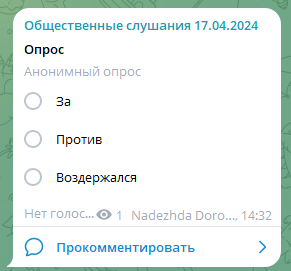 Общественные слушания 17.04.2024
Опрос
Анонимный опрос
За
Против
Воздержался
Нет голос... 1 Nadezhda Doro..., 14:32
Прокомментировать